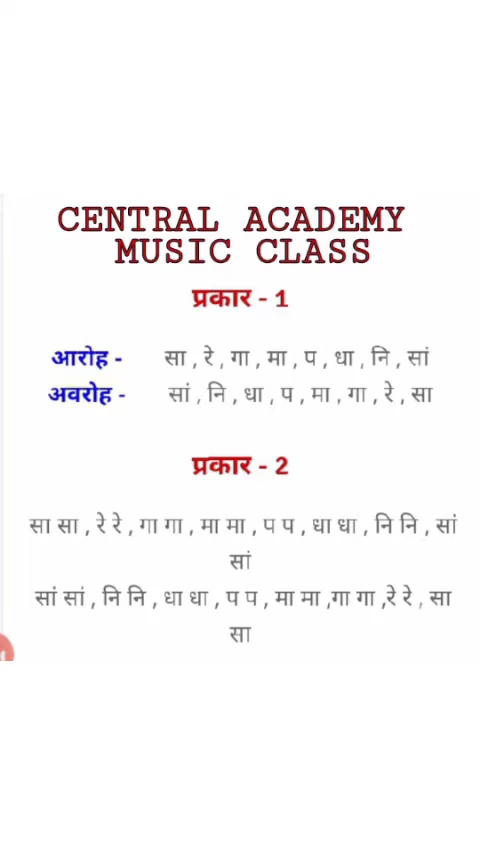 CENTRAL ACADEMY
MUSIC CLASS
प्रकार - 1
आरोह - सा , रे , गा , मा , प , धा , नि , सां
अवरोह - सां , नि , धा , प , मा , गा , रे , सा
प्रकार - 2
सा सा , रे रे , गा गा , मा मा , प प , धा धा , नि नि , सां
सां
सां सां , नि नि , धा धा , प प , मा मा ,गा गा ,रे रे , सा
सा